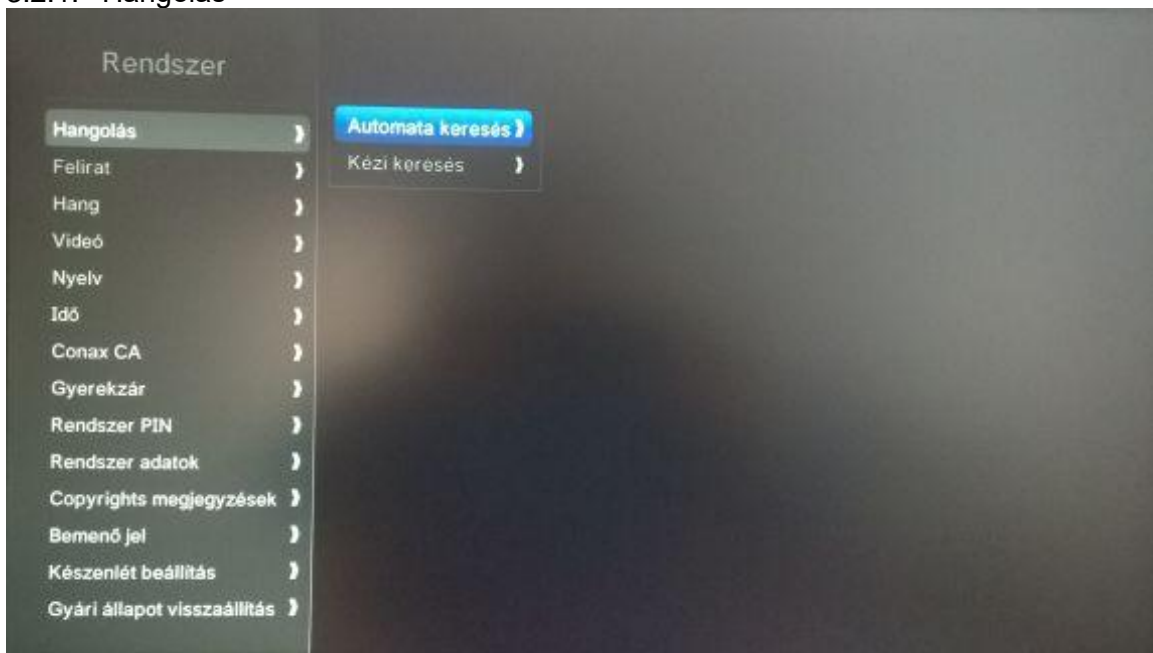 Rendszer
Hangolás
Automata keresés
Felirat
Kézi keresés
Hang
Videó
Nyelv
Idő
Conax CA
Gyerekzár
Rendszer PIN
Rendszer adatok
Copyrights megjegyzések
Bemenő jel
Készenlét beállítás
Gyári állapot visszaállítás